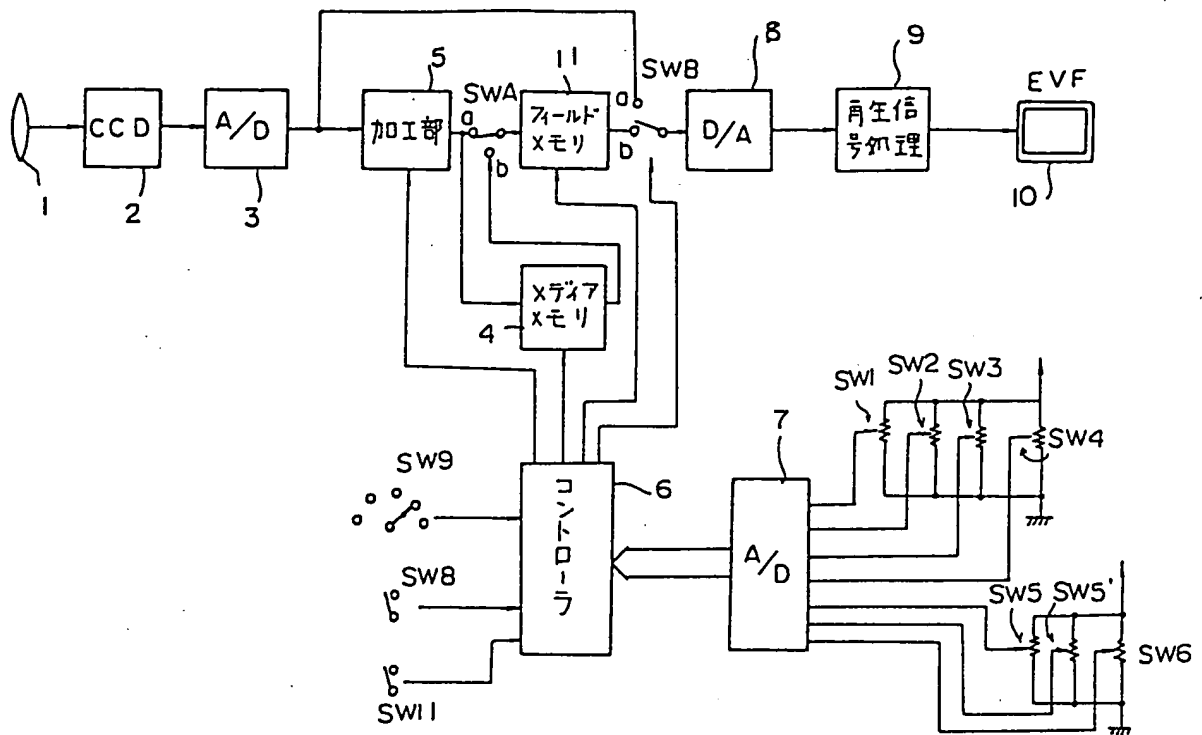 8
9
5
11
SWB
SWA
EVF
a
CCD
A/D
加工部
a
フィールド
メモリ
b
D/A
再生信
号処理
b
1
2
3
10
メディア
メモリ
4
SW1
SW2
SW3
SW4
7
SW9
6
コントローラ
A/D
SW8
SW5
SW5'
SW6
SW11